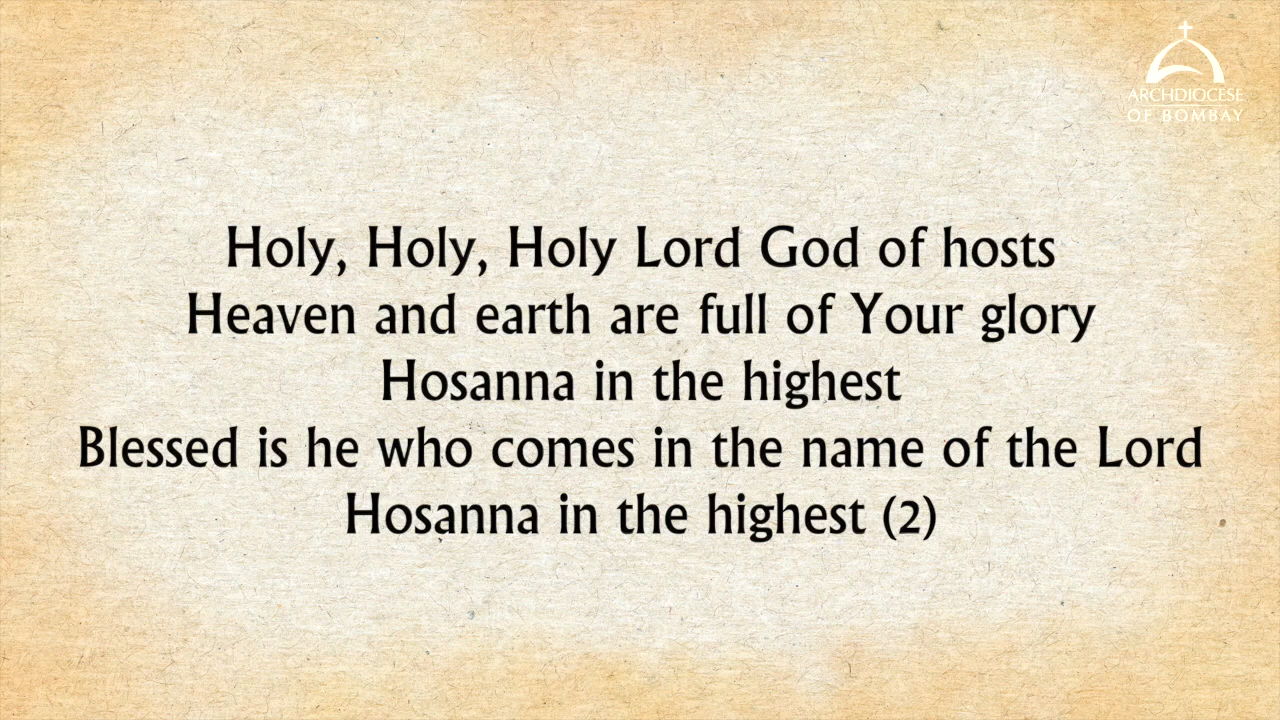 ARCHDIOCESE
OF BOMBAY
Holy, Holy, Holy Lord God of hosts
Heaven and earth are full of Your glory
Hosanna in the highest
Blessed is he who comes in the name of the Lord
Hosanna in the highest (2)